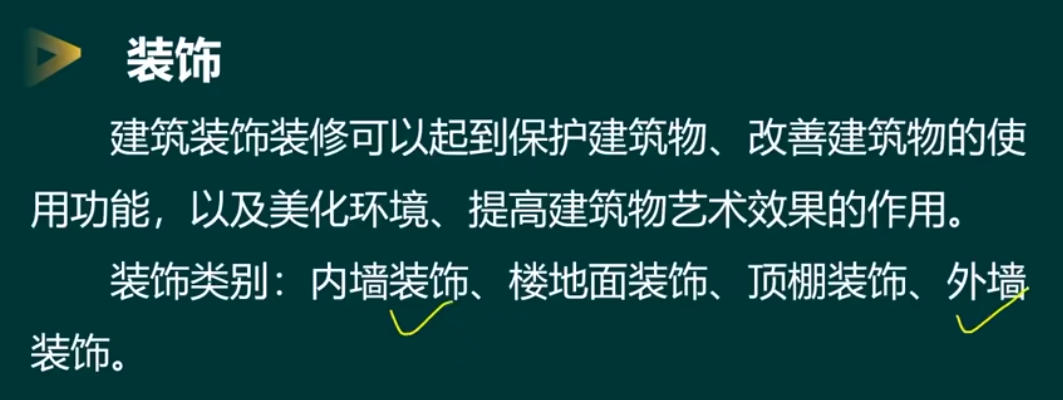 装饰
建筑装饰装修可以起到保护建筑物、改善建筑物的使
用功能，以及美化环境、提高建筑物艺术效果的作用。
装饰类别：内墙装饰、楼地面装饰、顶棚装饰、外墙
装饰。